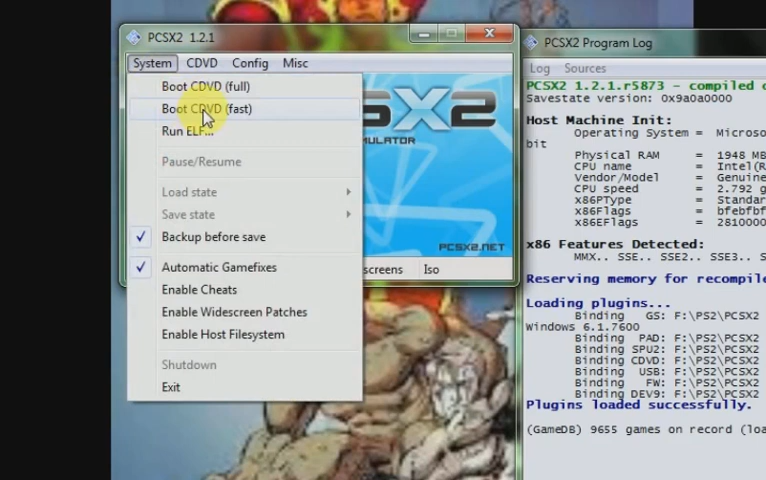 PCSX2 1.2.1
System CDVD Config Misc
Boot CDVD (full)
Boot CDVD (fast)
Run ELF...
Pause/Resume
Load state
Save state
Backup before save
Automatic Gamefixes
Enable Cheats
Enable Widescreen Patches
Enable Host Filesystem
Shutdown
Exit
SX2
MULATOR
PCSX2.NET
screens Iso
PCSX2 Program Log
Log Sources
PCSX2 1.2.1.r5873 - compiled
Savestate version: 0x9a0a0000
Host Machine Init:
Operating System = Microso
bit
Physical RAM = 1948 MB
CPU name = Intel(R
Vendor/Model = Genuine
CPU speed = 2.792 g
x86PType = Standar
x86Flags = bfebfbf
x86EFlags = 2810000
x86 Features Detected:
MMX.. SSE.. SSE2.. SSE3.. S
Reserving memory for recompile
Loading plugins...
Binding GS: F:\PS2\PCSX2
Windows 6.1.7600
Binding PAD: F:\PS2\PCSX2
Binding SPU2: F:\PS2\PCSX2
Binding CDVD: F:\PS2\PCSX2
Binding USB: F:\PS2\PCSX2
Binding FW: F:\PS2\PCSX2
Binding DEV9: F:\PS2\PCSX2
Plugins loaded successfully.
(GameDB) 9655 games on record (loa